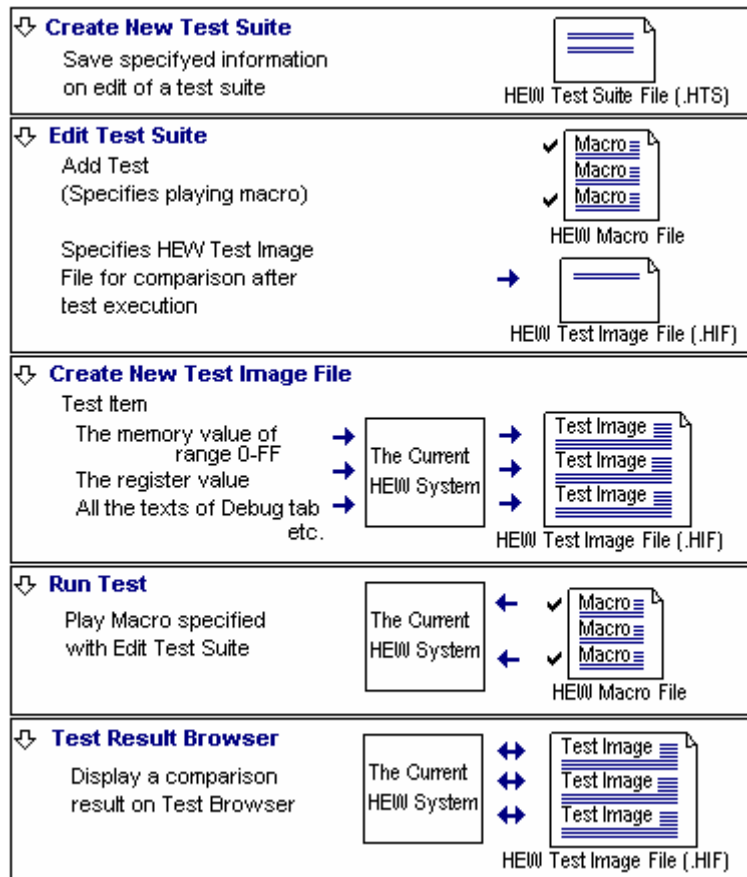 Create New Test Suite
Save specifyed information
on edit of a test suite
HEW Test Suite File (.HTS)
Edit Test Suite
Add Test
(Specifies playing macro)
Macro
Macro
Macro
HEW Macro File
Specifies HEW Test Image
File for comparison after
test execution
HEW Test Image File (.HIF)
Create New Test Image File
Test Item
The memory value of
range 0-FF
The register value
All the texts of Debug tab
etc.
The Current
HEW System
Test Image
Test Image
Test Image
HEW Test Image File (.HIF)
Run Test
Play Macro specified
with Edit Test Suite
The Current
HEW System
Macro
Macro
Macro
HEW Macro File
Test Result Browser
Display a comparison
result on Test Browser
The Current
HEW System
Test Image
Test Image
Test Image
HEW Test Image File (.HIF)